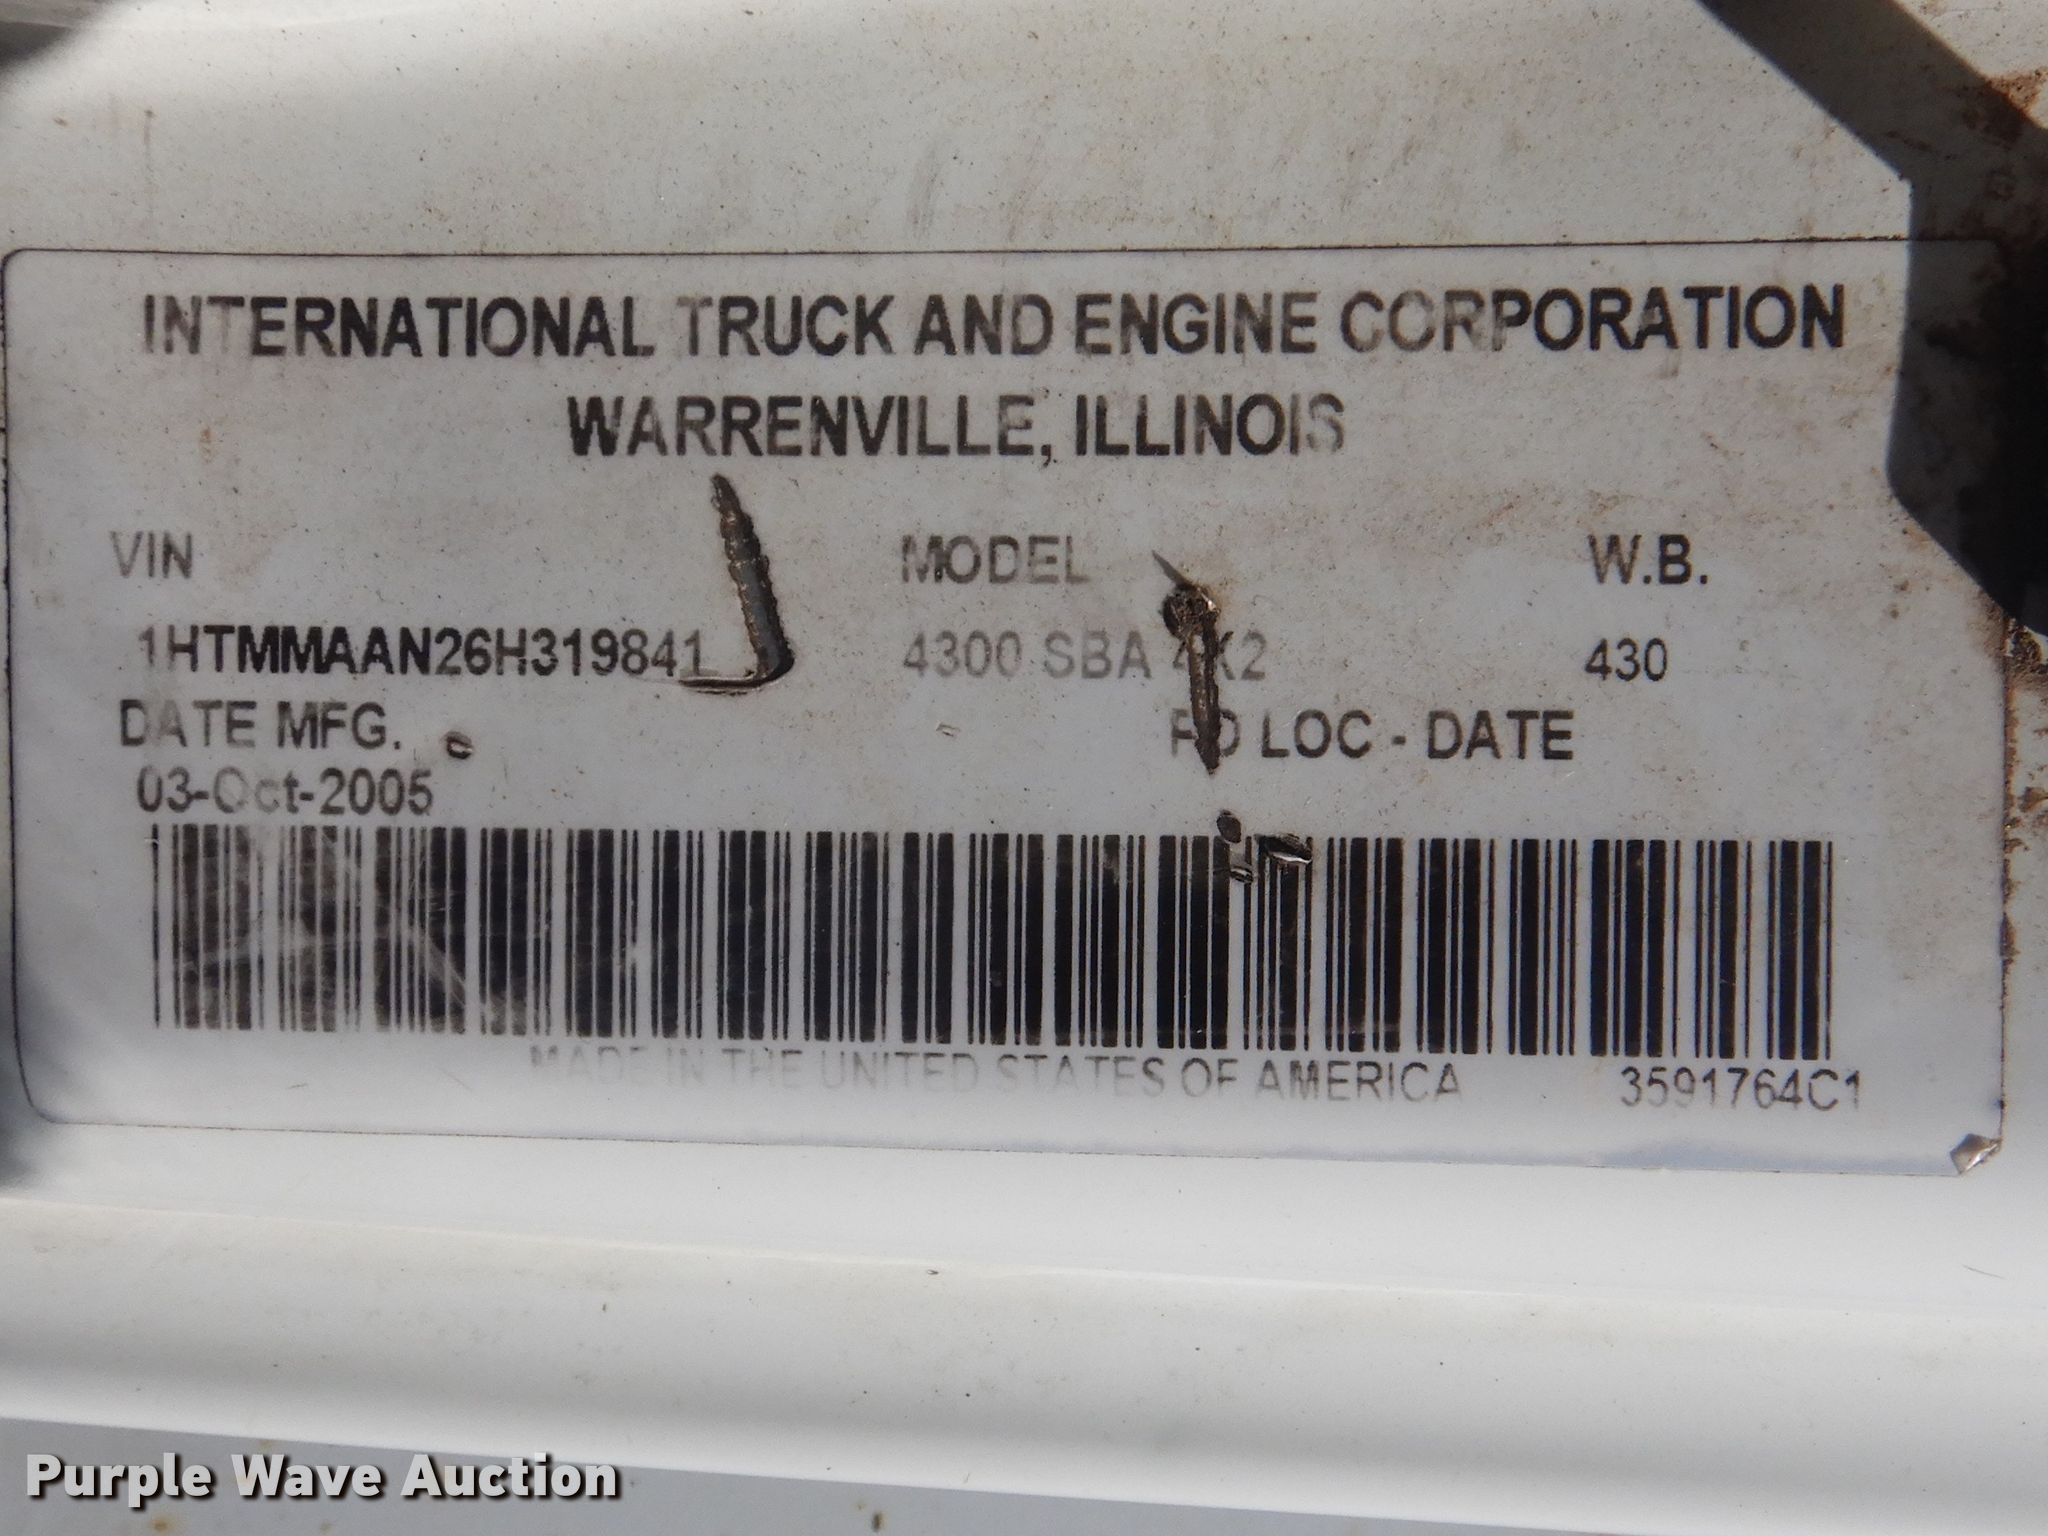 INTERNATIONAL TRUCK AND ENGINE CORPORATION
WARRENVILLE, ILLINOIS
VIN MODEL W.B.
1HTMMAAN26H319841 4300 SBA 4X2 430
DATE MFG. PD LOC - DATE
03-Oct-2005
MADE IN THE UNITED STATES OF AMERICA 3591764C1
Purple Wave Auction